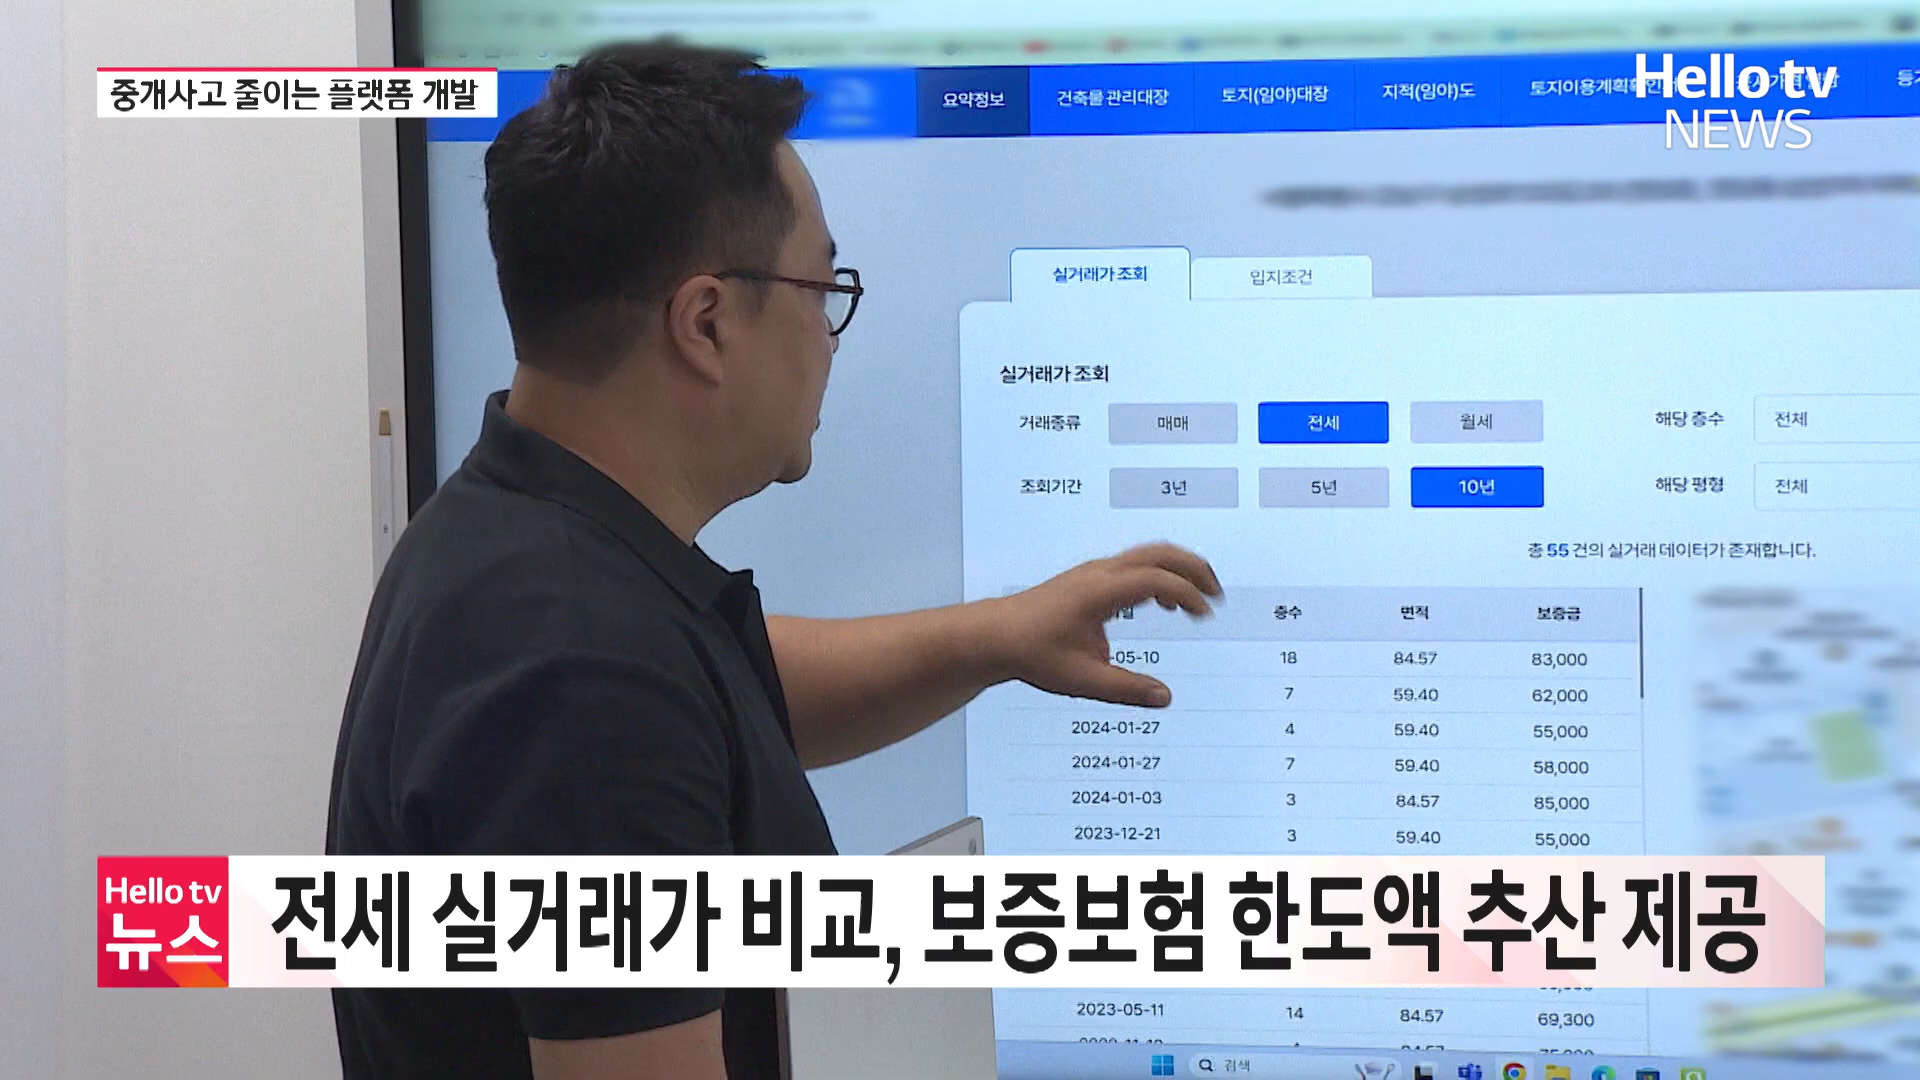 중개사고 줄이는 플랫폼 개발
Hello tv
NEWS
요약정보 건축물 관리대장 토지(임야)대장 지적(임야)도
실거래가 조회 입지조건
실거래가 조회
거래종류 매매 전세 월세 해당 층수 전체
조회기간 3년 5년 10년 해당 평형 전체
총 55 건의 실거래 데이터가 존재합니다.
층수 면적 보증금
-05-10 18 84.57 83,000
7 59.40 62,000
2024-01-27 4 59.40 55,000
2024-01-27 7 59.40 58,000
2024-01-03 3 84.57 85,000
2023-12-21 3 59.40 55,000
Hello tv
뉴스
전세 실거래가 비교, 보증보험 한도액 추산 제공
2023-05-11 14 84.57 69,300
검색